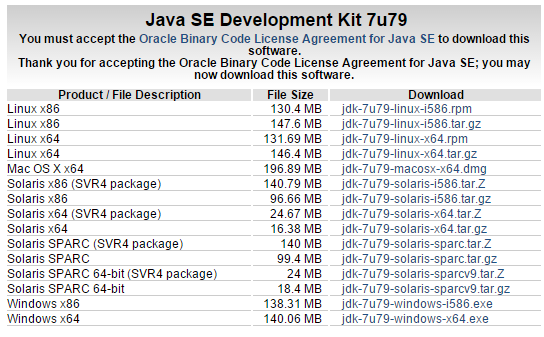 Java SE Development Kit 7u79
You must accept the Oracle Binary Code License Agreement for Java SE to download this
software.
Thank you for accepting the Oracle Binary Code License Agreement for Java SE; you may
now download this software.
Product / File Description File Size Download
Linux x86 130.4 MB jdk-7u79-linux-i586.rpm
Linux x86 147.6 MB jdk-7u79-linux-i586.tar.gz
Linux x64 131.69 MB jdk-7u79-linux-x64.rpm
Linux x64 146.4 MB jdk-7u79-linux-x64.tar.gz
Mac OS X x64 196.89 MB jdk-7u79-macosx-x64.dmg
Solaris x86 (SVR4 package) 140.79 MB jdk-7u79-solaris-i586.tar.Z
Solaris x86 96.66 MB jdk-7u79-solaris-i586.tar.gz
Solaris x64 (SVR4 package) 24.67 MB jdk-7u79-solaris-x64.tar.Z
Solaris x64 16.38 MB jdk-7u79-solaris-x64.tar.gz
Solaris SPARC (SVR4 package) 140 MB jdk-7u79-solaris-sparc.tar.Z
Solaris SPARC 99.4 MB jdk-7u79-solaris-sparc.tar.gz
Solaris SPARC 64-bit (SVR4 package) 24 MB jdk-7u79-solaris-sparcv9.tar.Z
Solaris SPARC 64-bit 18.4 MB jdk-7u79-solaris-sparcv9.tar.gz
Windows x86 138.31 MB jdk-7u79-windows-i586.exe
Windows x64 140.06 MB jdk-7u79-windows-x64.exe